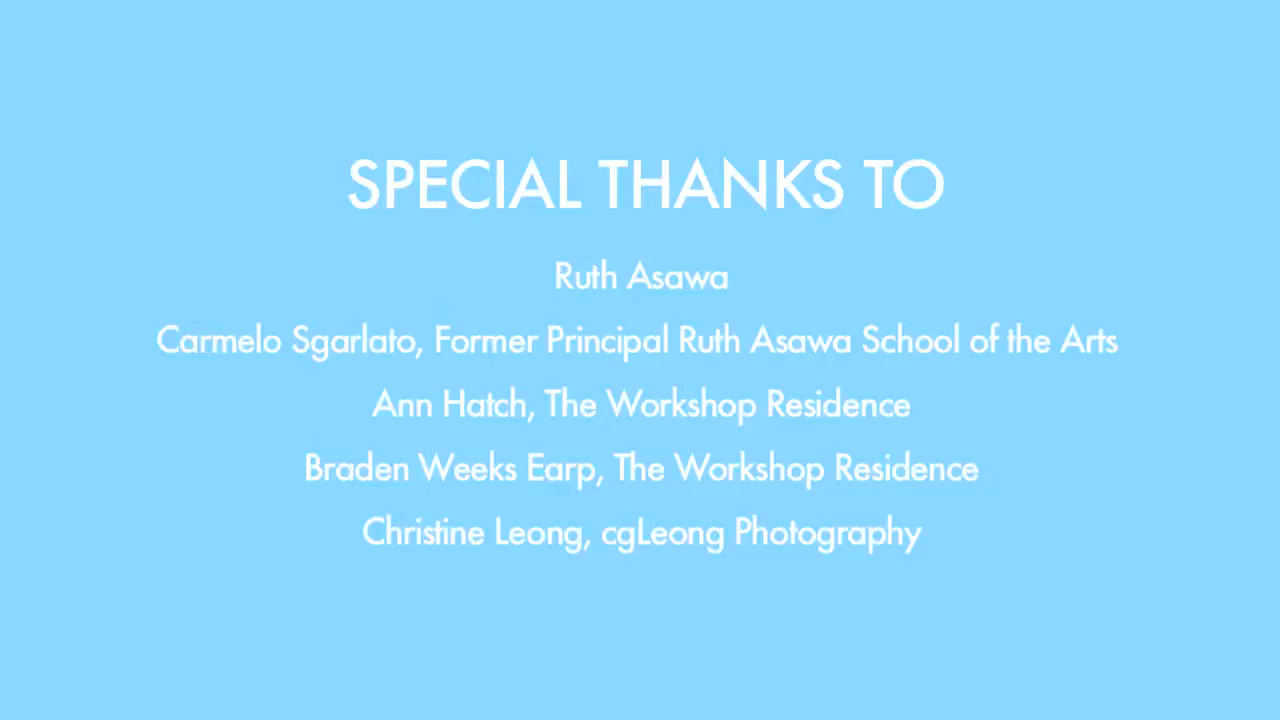 SPECIAL THANKS TO
Ruth Asawa
Carmelo Sgarlato, Former Principal Ruth Asawa School of the Arts
Ann Hatch, The Workshop Residence
Braden Weeks Earp, The Workshop Residence
Christine Leong, cgLeong Photography